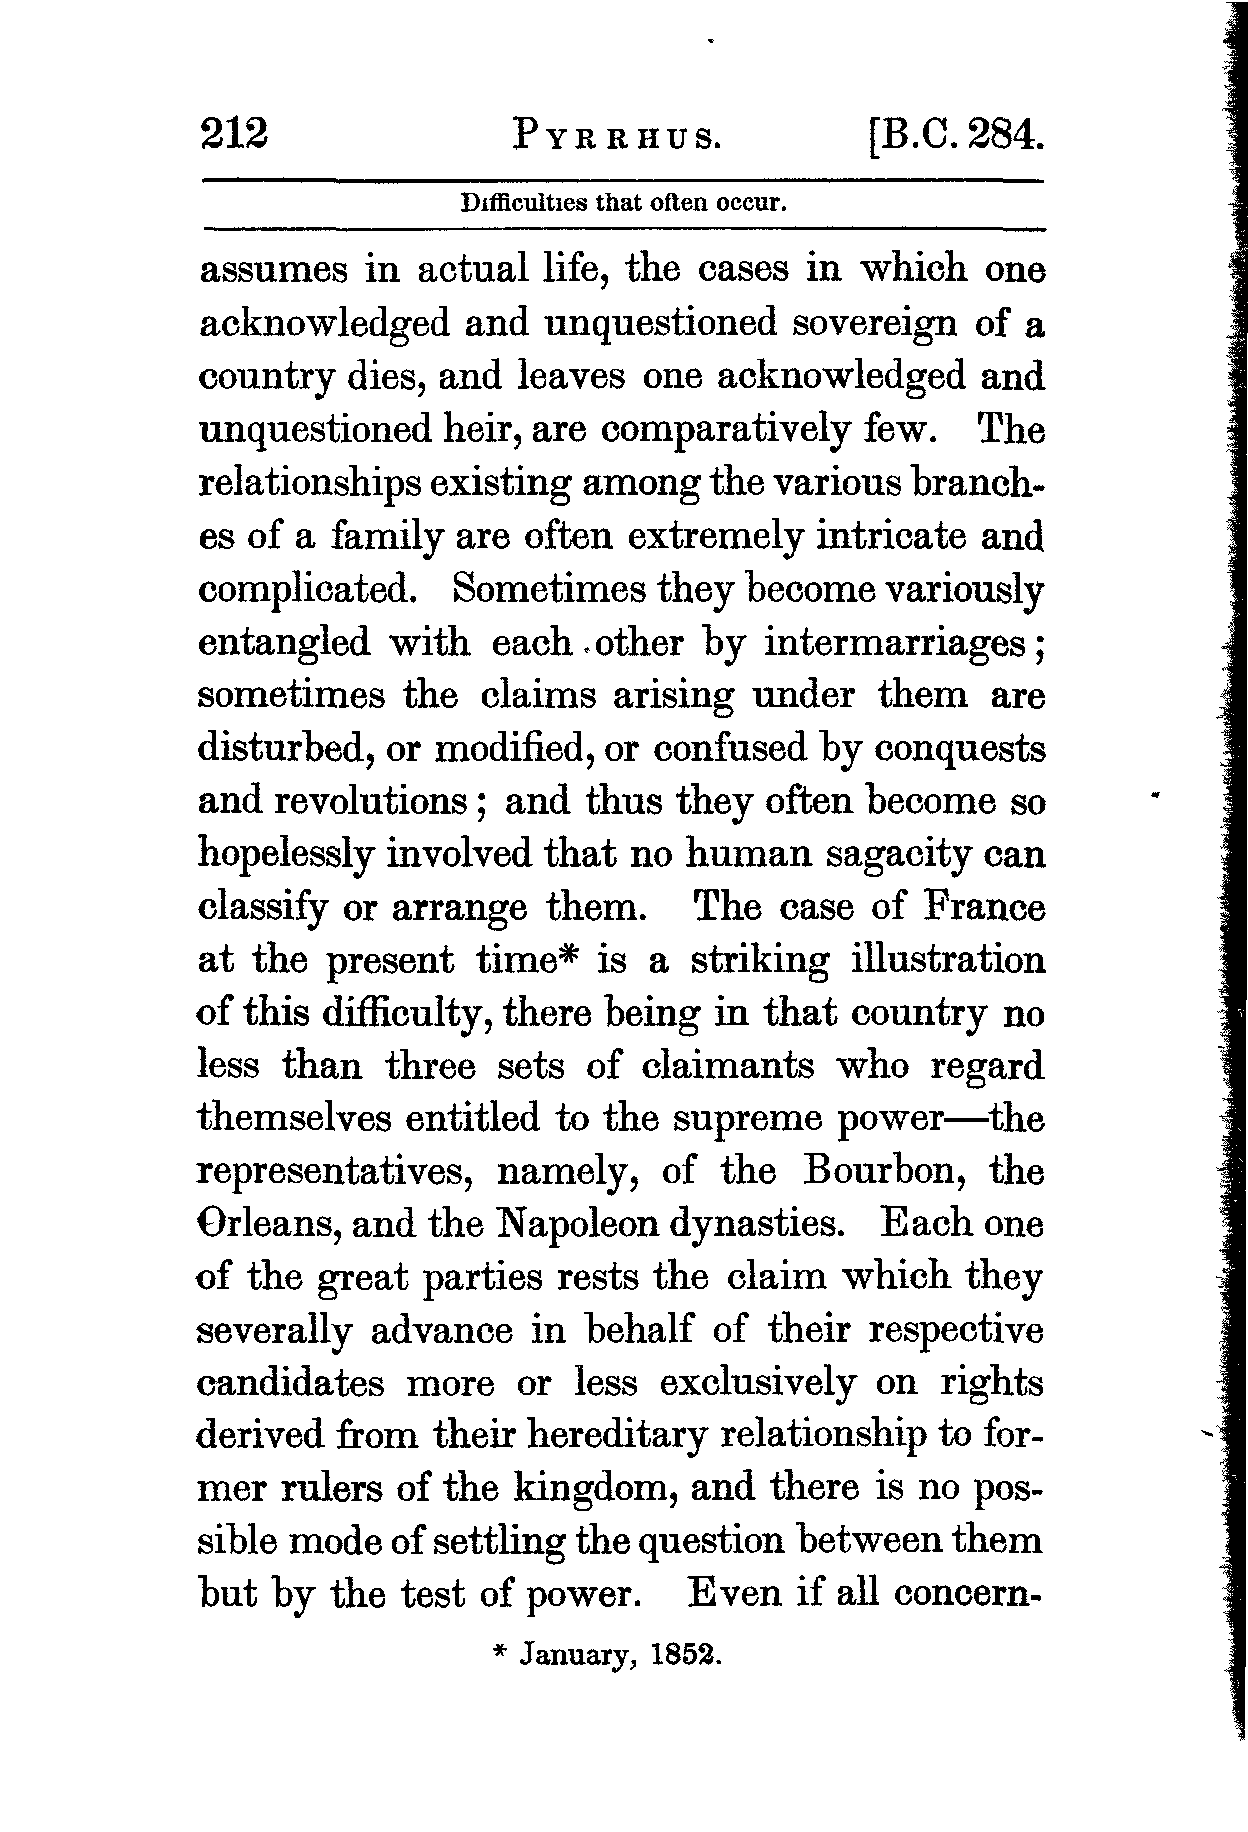 212 PYRRHUS. [B.C. 284.
Difficulties that often occur.
assumes in actual life, the cases in which one
acknowledged and unquestioned sovereign of a
country dies, and leaves one acknowledged and
unquestioned heir, are comparatively few. The
relationships existing among the various branch-
es of a family are often extremely intricate and
complicated. Sometimes they become variously
entangled with each other by intermarriages;
sometimes the claims arising under them are
disturbed, or modified, or confused by conquests
and revolutions; and thus they often become so
hopelessly involved that no human sagacity can
classify or arrange them. The case of France
at the present time* is a striking illustration
of this difficulty, there being in that country no
less than three sets of claimants who regard
themselves entitled to the supreme power—the
representatives, namely, of the Bourbon, the
Orleans, and the Napoleon dynasties. Each one
of the great parties rests the claim which they
severally advance in behalf of their respective
candidates more or less exclusively on rights
derived from their hereditary relationship to for-
mer rulers of the kingdom, and there is no pos-
sible mode of settling the question between them
but by the test of power. Even if all concern-
* January, 1852.